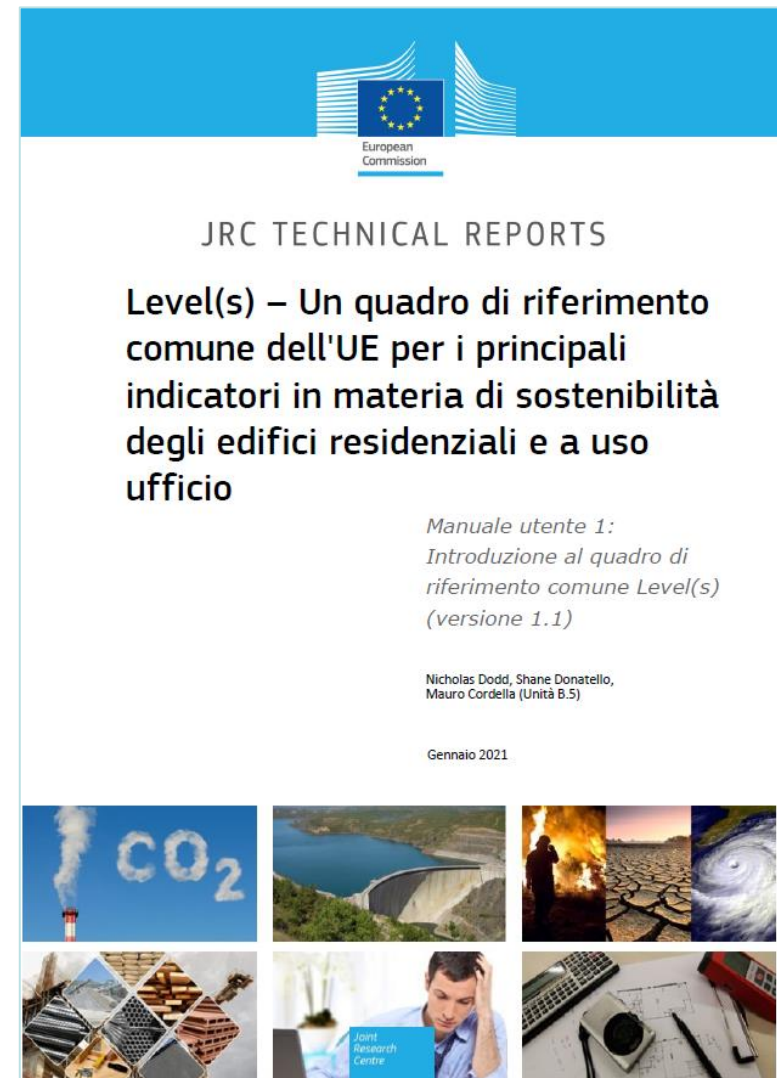 European
Commission
JRC TECHNICAL REPORTS
Level(s) – Un quadro di riferimento
comune dell'UE per i principali
indicatori in materia di sostenibilità
degli edifici residenziali e a uso
ufficio
Manuale utente 1:
Introduzione al quadro di
riferimento comune Level(s)
(versione 1.1)
Nicholas Dodd, Shane Donatello,
Mauro Cordella (Unità B.5)
Gennaio 2021
CO2
Joint
Research
Centre